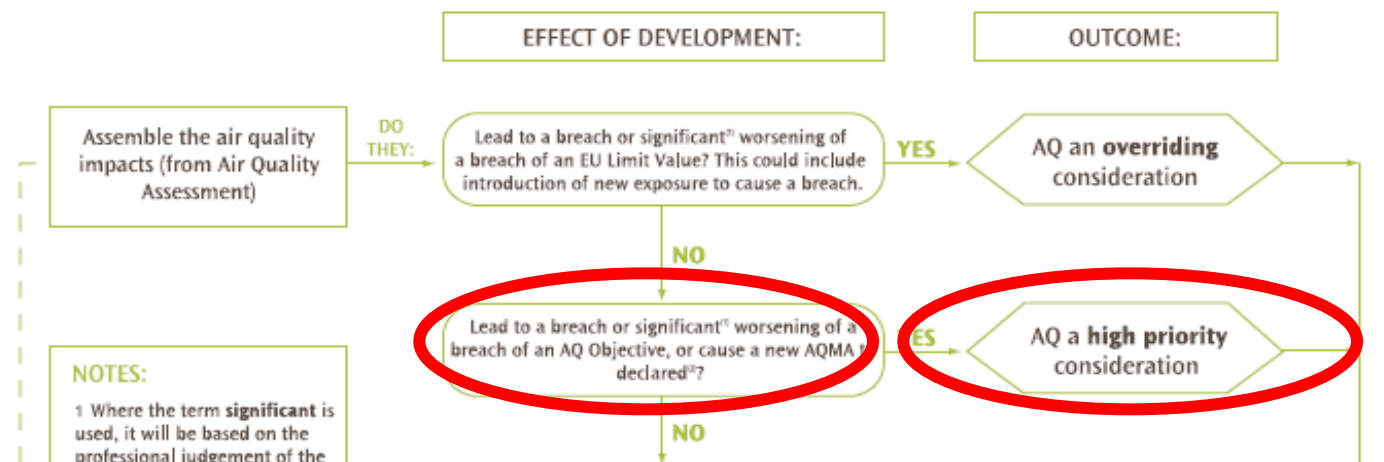 EFFECT OF DEVELOPMENT:
OUTCOME:
Assemble the air quality
impacts (from Air Quality
Assessment)
DO
THEY:
Lead to a breach or significant⁽¹⁾ worsening of
a breach of an EU Limit Value? This could include
introduction of new exposure to cause a breach.
YES
AQ an overriding
consideration
NO
Lead to a breach or significant⁽¹⁾ worsening of a
breach of an AQ Objective, or cause a new AQMA t
declared⁽²⁾?
ES
AQ a high priority
consideration
NO
NOTES:
1 Where the term significant is
used, it will be based on the
professional judgement of the